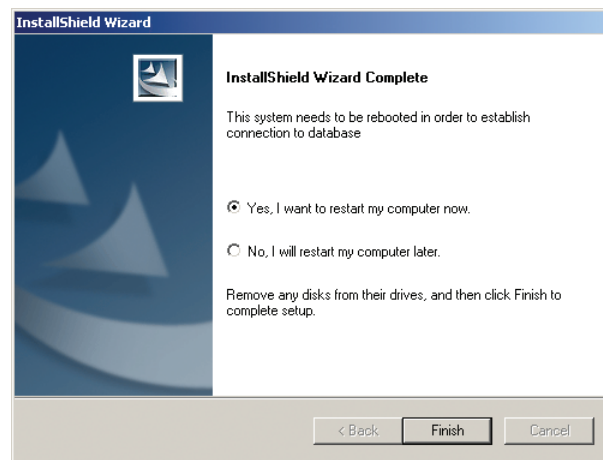 InstallShield Wizard
InstallShield Wizard Complete
This system needs to be rebooted in order to establish
connection to database
Yes, I want to restart my computer now.
No, I will restart my computer later.
Remove any disks from their drives, and then click Finish to
complete setup.
< Back
Finish
Cancel